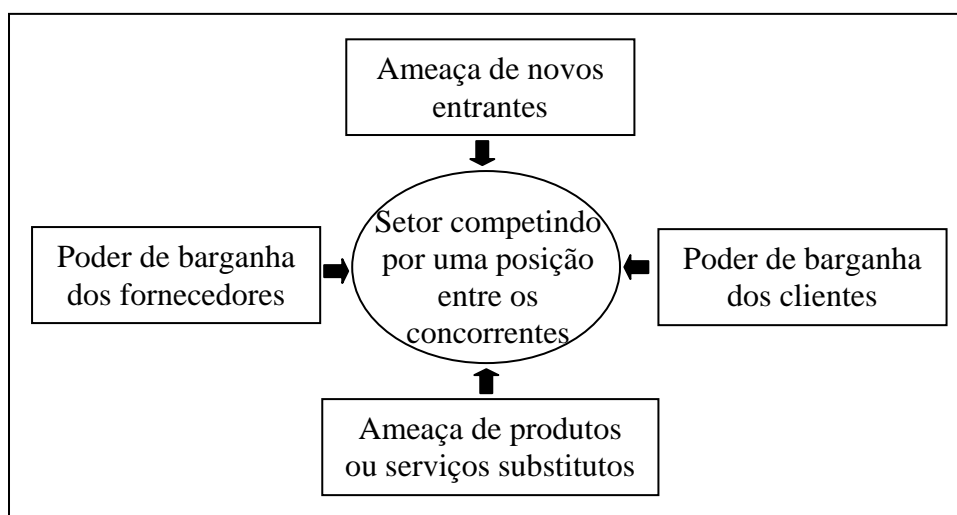 Ameaça de novos
entrantes
Setor competindo
por uma posição
entre os
concorrentes
Poder de barganha
dos fornecedores
Poder de barganha
dos clientes
Ameaça de produtos
ou serviços substitutos